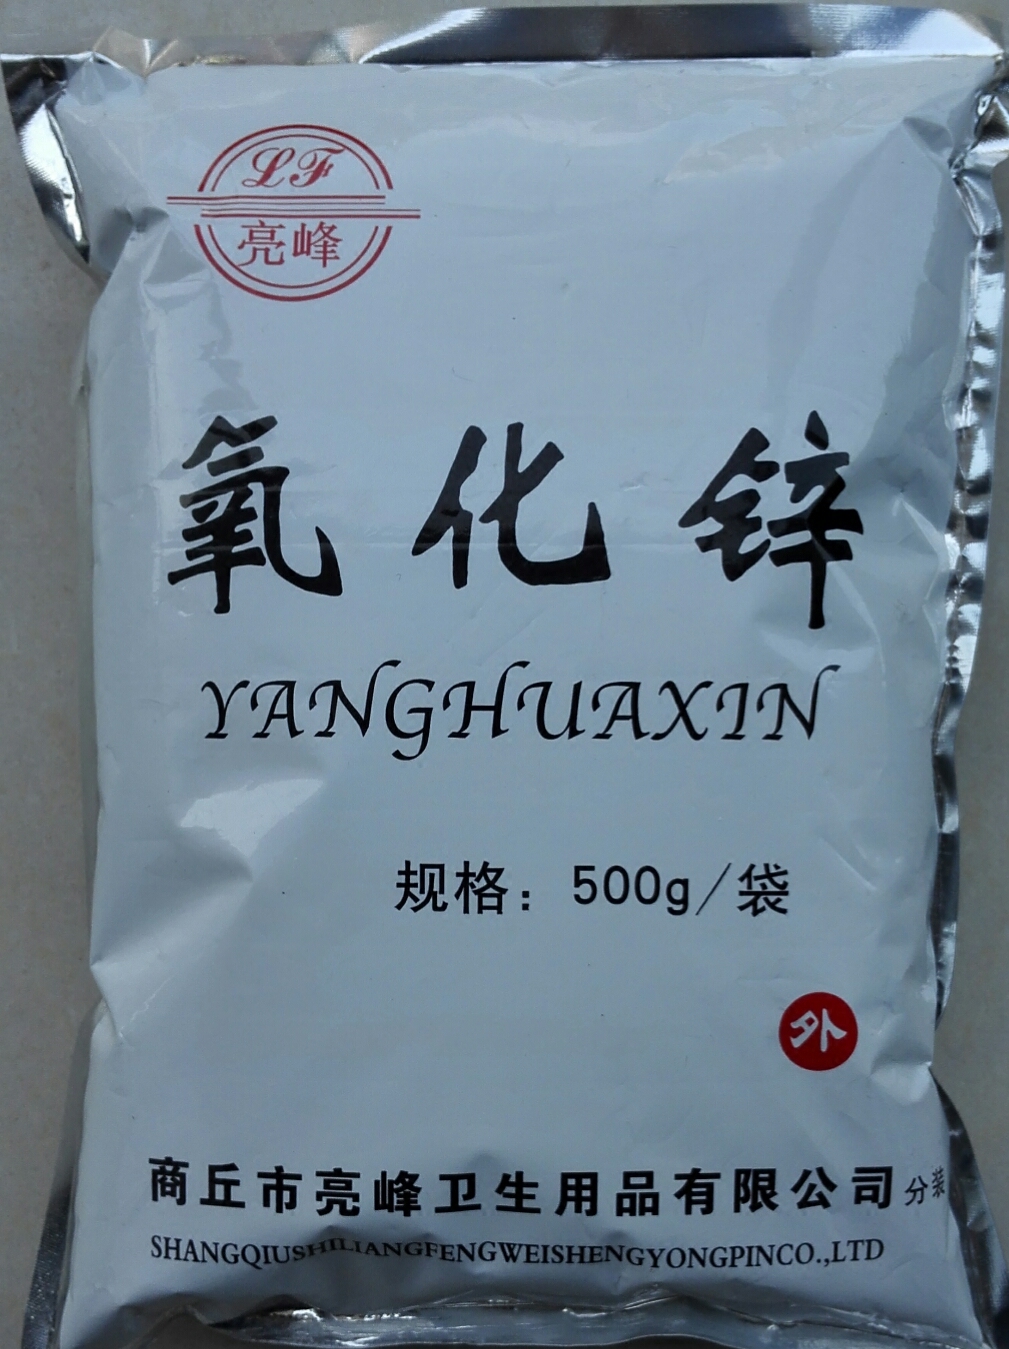 LF
亮峰
氧化锌
YANGHUAXIN
规格：500g/袋
外
商丘市亮峰卫生用品有限公司分装
SHANGQIUSHILIANGFENGWEISHENGYONGPINCO.,LTD